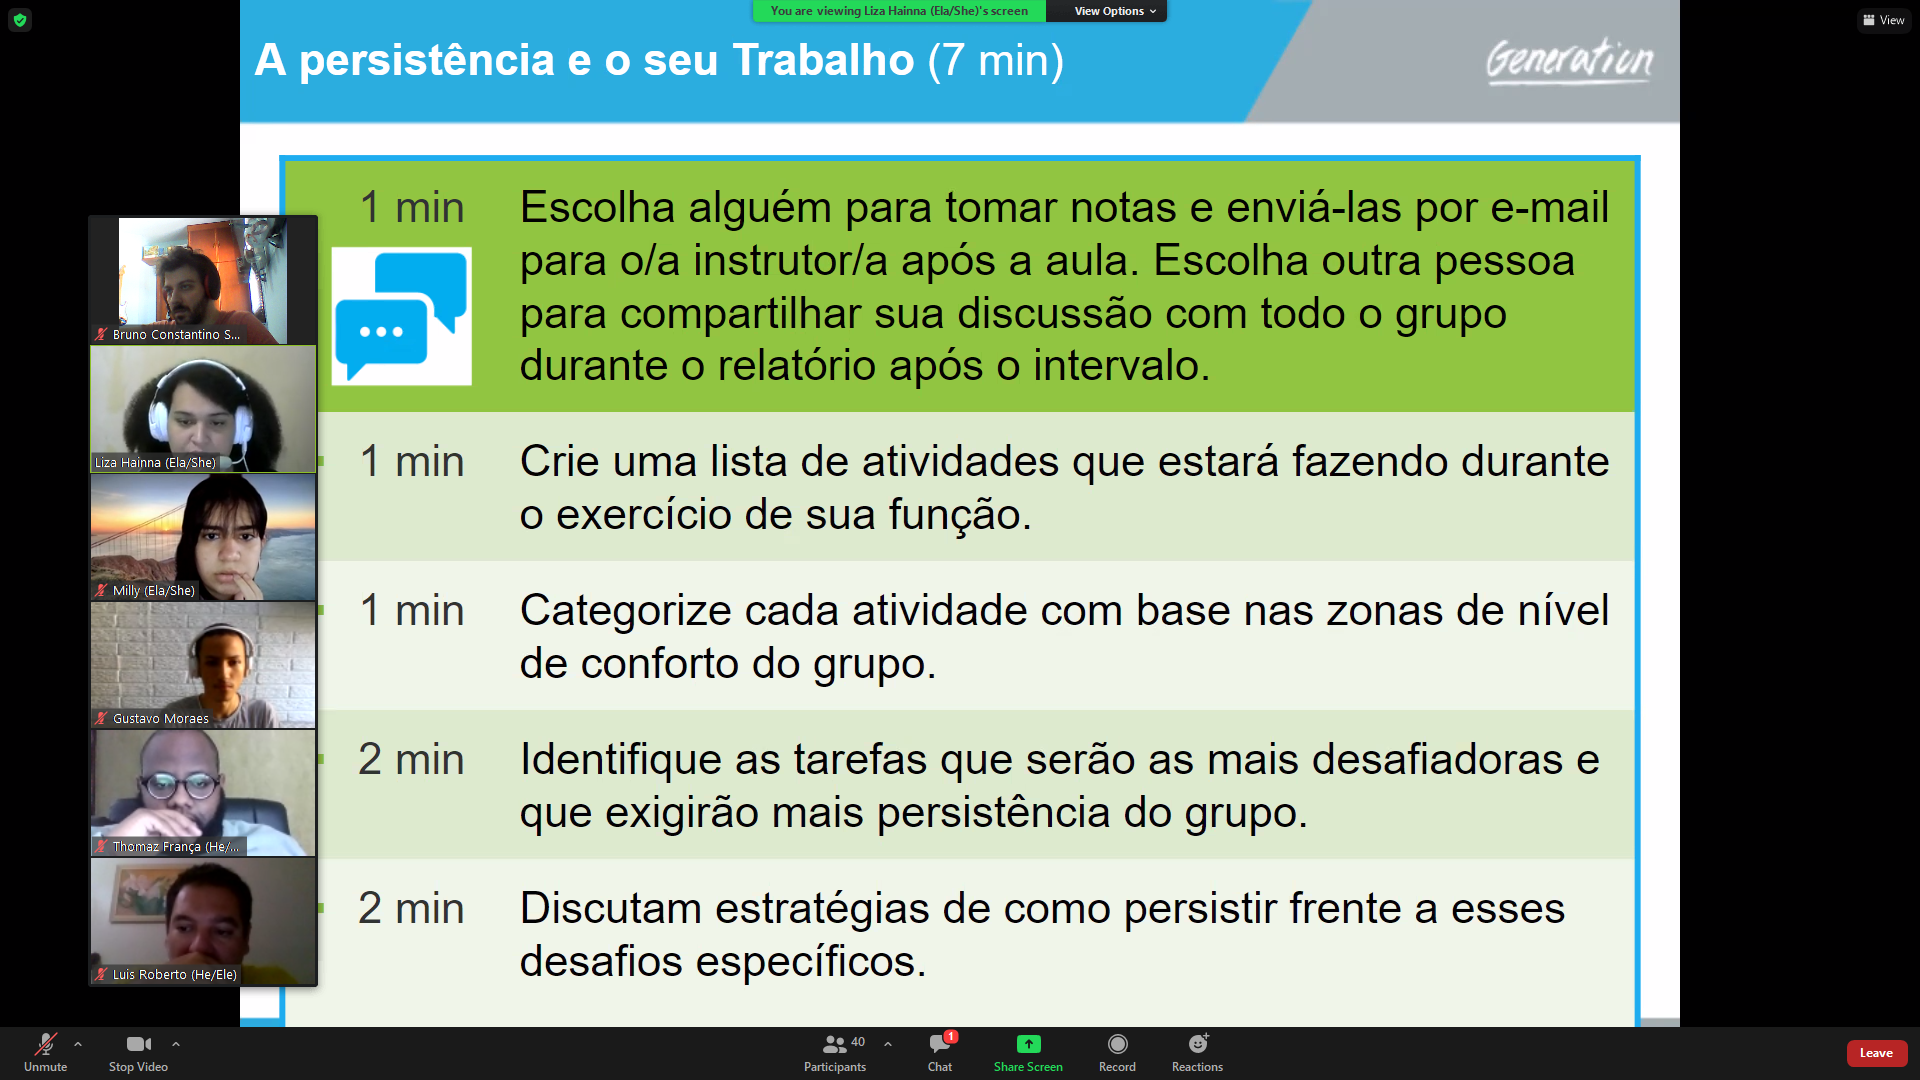 You are viewing Liza Hainna (Ela/She)'s screen
View Options
View
A persistência e o seu Trabalho (7 min)
Generation
1 min
Escolha alguém para tomar notas e enviá-las por e-mail
para o/a instrutor/a após a aula. Escolha outra pessoa
para compartilhar sua discussão com todo o grupo
durante o relatório após o intervalo.
1 min
Crie uma lista de atividades que estará fazendo durante
o exercício de sua função.
1 min
Categorize cada atividade com base nas zonas de nível
de conforto do grupo.
2 min
Identifique as tarefas que serão as mais desafiadoras e
que exigirão mais persistência do grupo.
2 min
Discutam estratégias de como persistir frente a esses
desafios específicos.
Bruno Constantino S...
Liza Hainna (Ela/She)
Milly (Ela/She)
Gustavo Moraes
Thomaz França (He/...
Luis Roberto (He/Ele)
Unmute
Stop Video
40
Participants
1
Chat
Share Screen
Record
Reactions
Leave